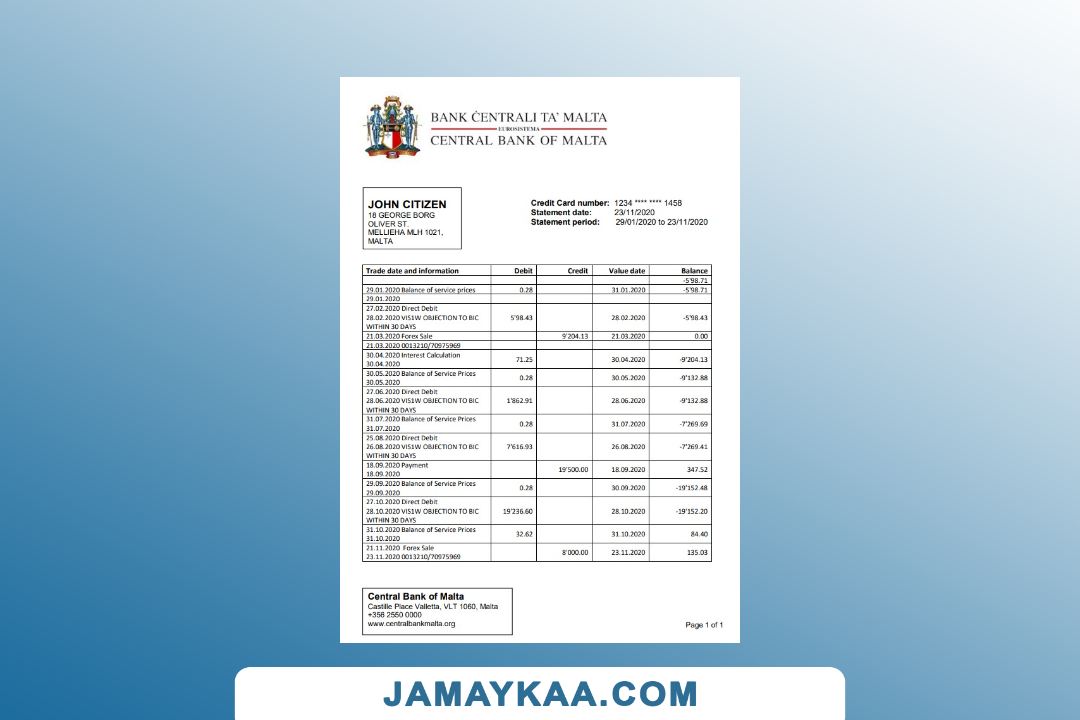 BANK ĊENTRALI TA' MALTA
EUROSISTEMA
CENTRAL BANK OF MALTA
JOHN CITIZEN
18 GEORGE BORG
OLIVER ST.
MELLIEHA MLH 1021,
MALTA
Credit Card number: 1234 **** **** 1458
Statement date: 23/11/2020
Statement period: 29/01/2020 to 23/11/2020
Trade date and information Debit Credit Value date Balance
-5'98.71
29.01.2020 Balance of service prices 0.28 31.01.2020 -5'98.71
29.01.2020
27.02.2020 Direct Debit
28.02.2020 VIS1W OBJECTION TO BIC 5'98.43 28.02.2020 -5'98.43
WITHIN 30 DAYS
21.03.2020 Forex Sale 9'204.13 21.03.2020 0.00
21.03.2020 0013210/70975969
30.04.2020 Interest Calculation
30.04.2020 71.25 30.04.2020 -9'204.13
30.05.2020 Balance of Service Prices
30.05.2020 0.28 30.05.2020 -9'132.88
27.06.2020 Direct Debit
28.06.2020 VIS1W OBJECTION TO BIC 1'862.91 28.06.2020 -9'132.88
WITHIN 30 DAYS
31.07.2020 Balance of Service Prices
31.07.2020 0.28 31.07.2020 -7'269.69
25.08.2020 Direct Debit
26.08.2020 VIS1W OBJECTION TO BIC 7'616.93 26.08.2020 -7'269.41
WITHIN 30 DAYS
18.09.2020 Payment
18.09.2020 19'500.00 18.09.2020 347.52
29.09.2020 Balance of Service Prices
29.09.2020 0.28 30.09.2020 -19'152.48
27.10.2020 Direct Debit
28.10.2020 VIS1W OBJECTION TO BIC 19'236.60 28.10.2020 -19'152.20
WITHIN 30 DAYS
31.10.2020 Balance of Service Prices
31.10.2020 32.62 31.10.2020 84.40
21.11.2020 Forex Sale
23.11.2020 0013210/70975969 8'000.00 23.11.2020 135.03
Central Bank of Malta
Castille Place Valletta, VLT 1060, Malta
+356 2550 0000
www.centralbankmalta.org
Page 1 of 1
JAMAYKAA.COM